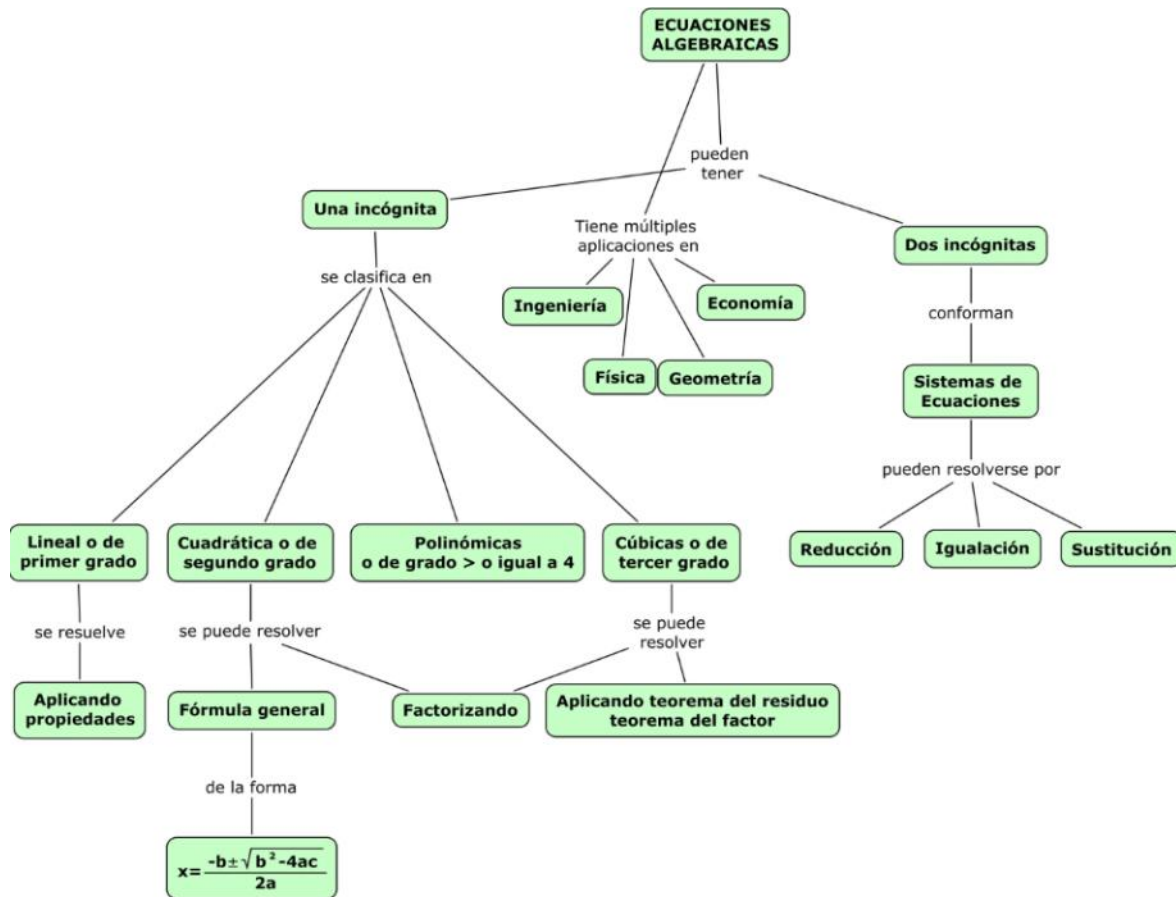 ECUACIONES
ALGEBRAICAS
pueden
tener
Una incógnita
Tiene múltiples
aplicaciones en
Dos incógnitas
se clasifica en
Ingeniería
Economía
conforman
Física
Geometría
Sistemas de
Ecuaciones
pueden resolverse por
Lineal o de
primer grado
Cuadrática o de
segundo grado
Polinómicas
o de grado > o igual a 4
Cúbicas o de
tercer grado
Reducción
Igualación
Sustitución
se resuelve
se puede resolver
se puede
resolver
Aplicando
propiedades
Fórmula general
Factorizando
Aplicando teorema del residuo
teorema del factor
de la forma
x= -b±√b²-4ac
2a